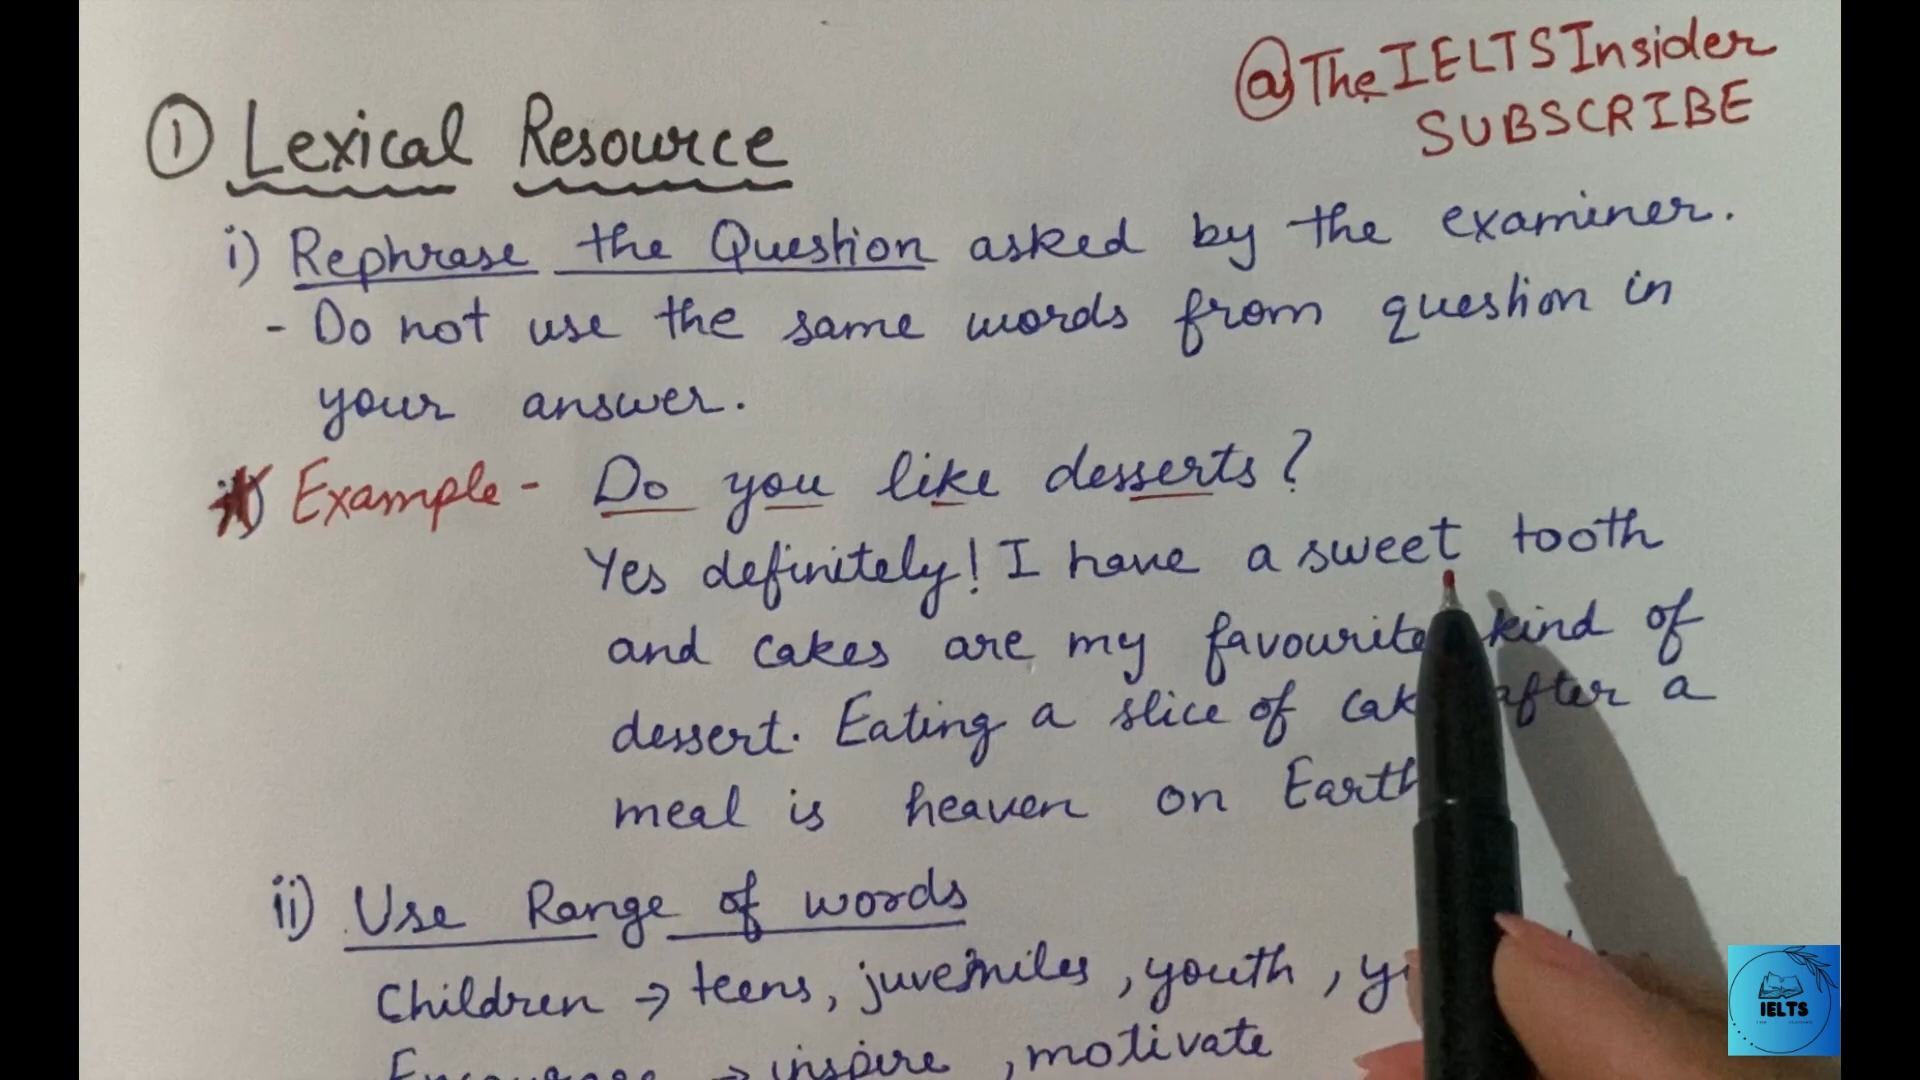 @TheIELTSInsider
SUBSCRIBE
① Lexical Resource
i) Rephrase the Question asked by the examiner.
- Do not use the same words from question in
your answer.
Example - Do you like desserts?
Yes definitely! I have a sweet tooth
and cakes are my favourite kind of
dessert. Eating a slice of after a
meal is heaven on Earth
ii) Use Range of words
Children → teens, juveniles, youth,
Encourage → inspire, motivate
IELTS